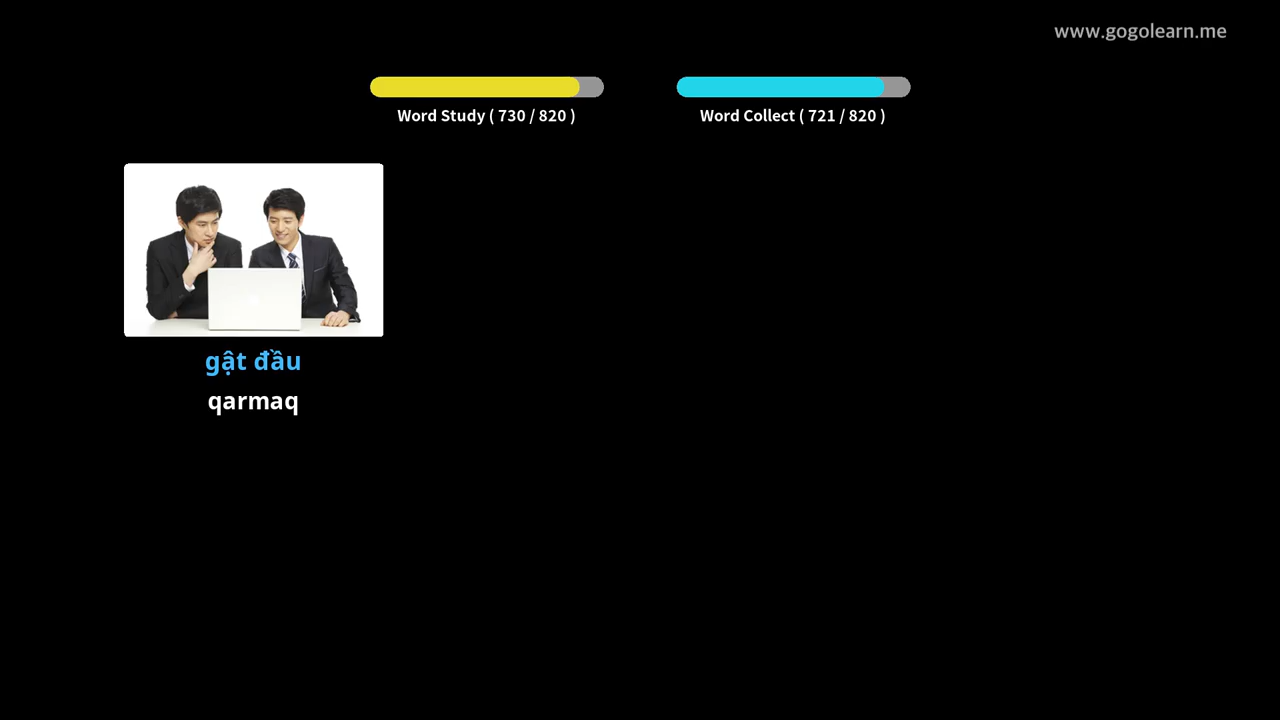 www.gogolearn.me
Word Study ( 730 / 820 )
Word Collect ( 721 / 820 )
gật đầu
qarmaq